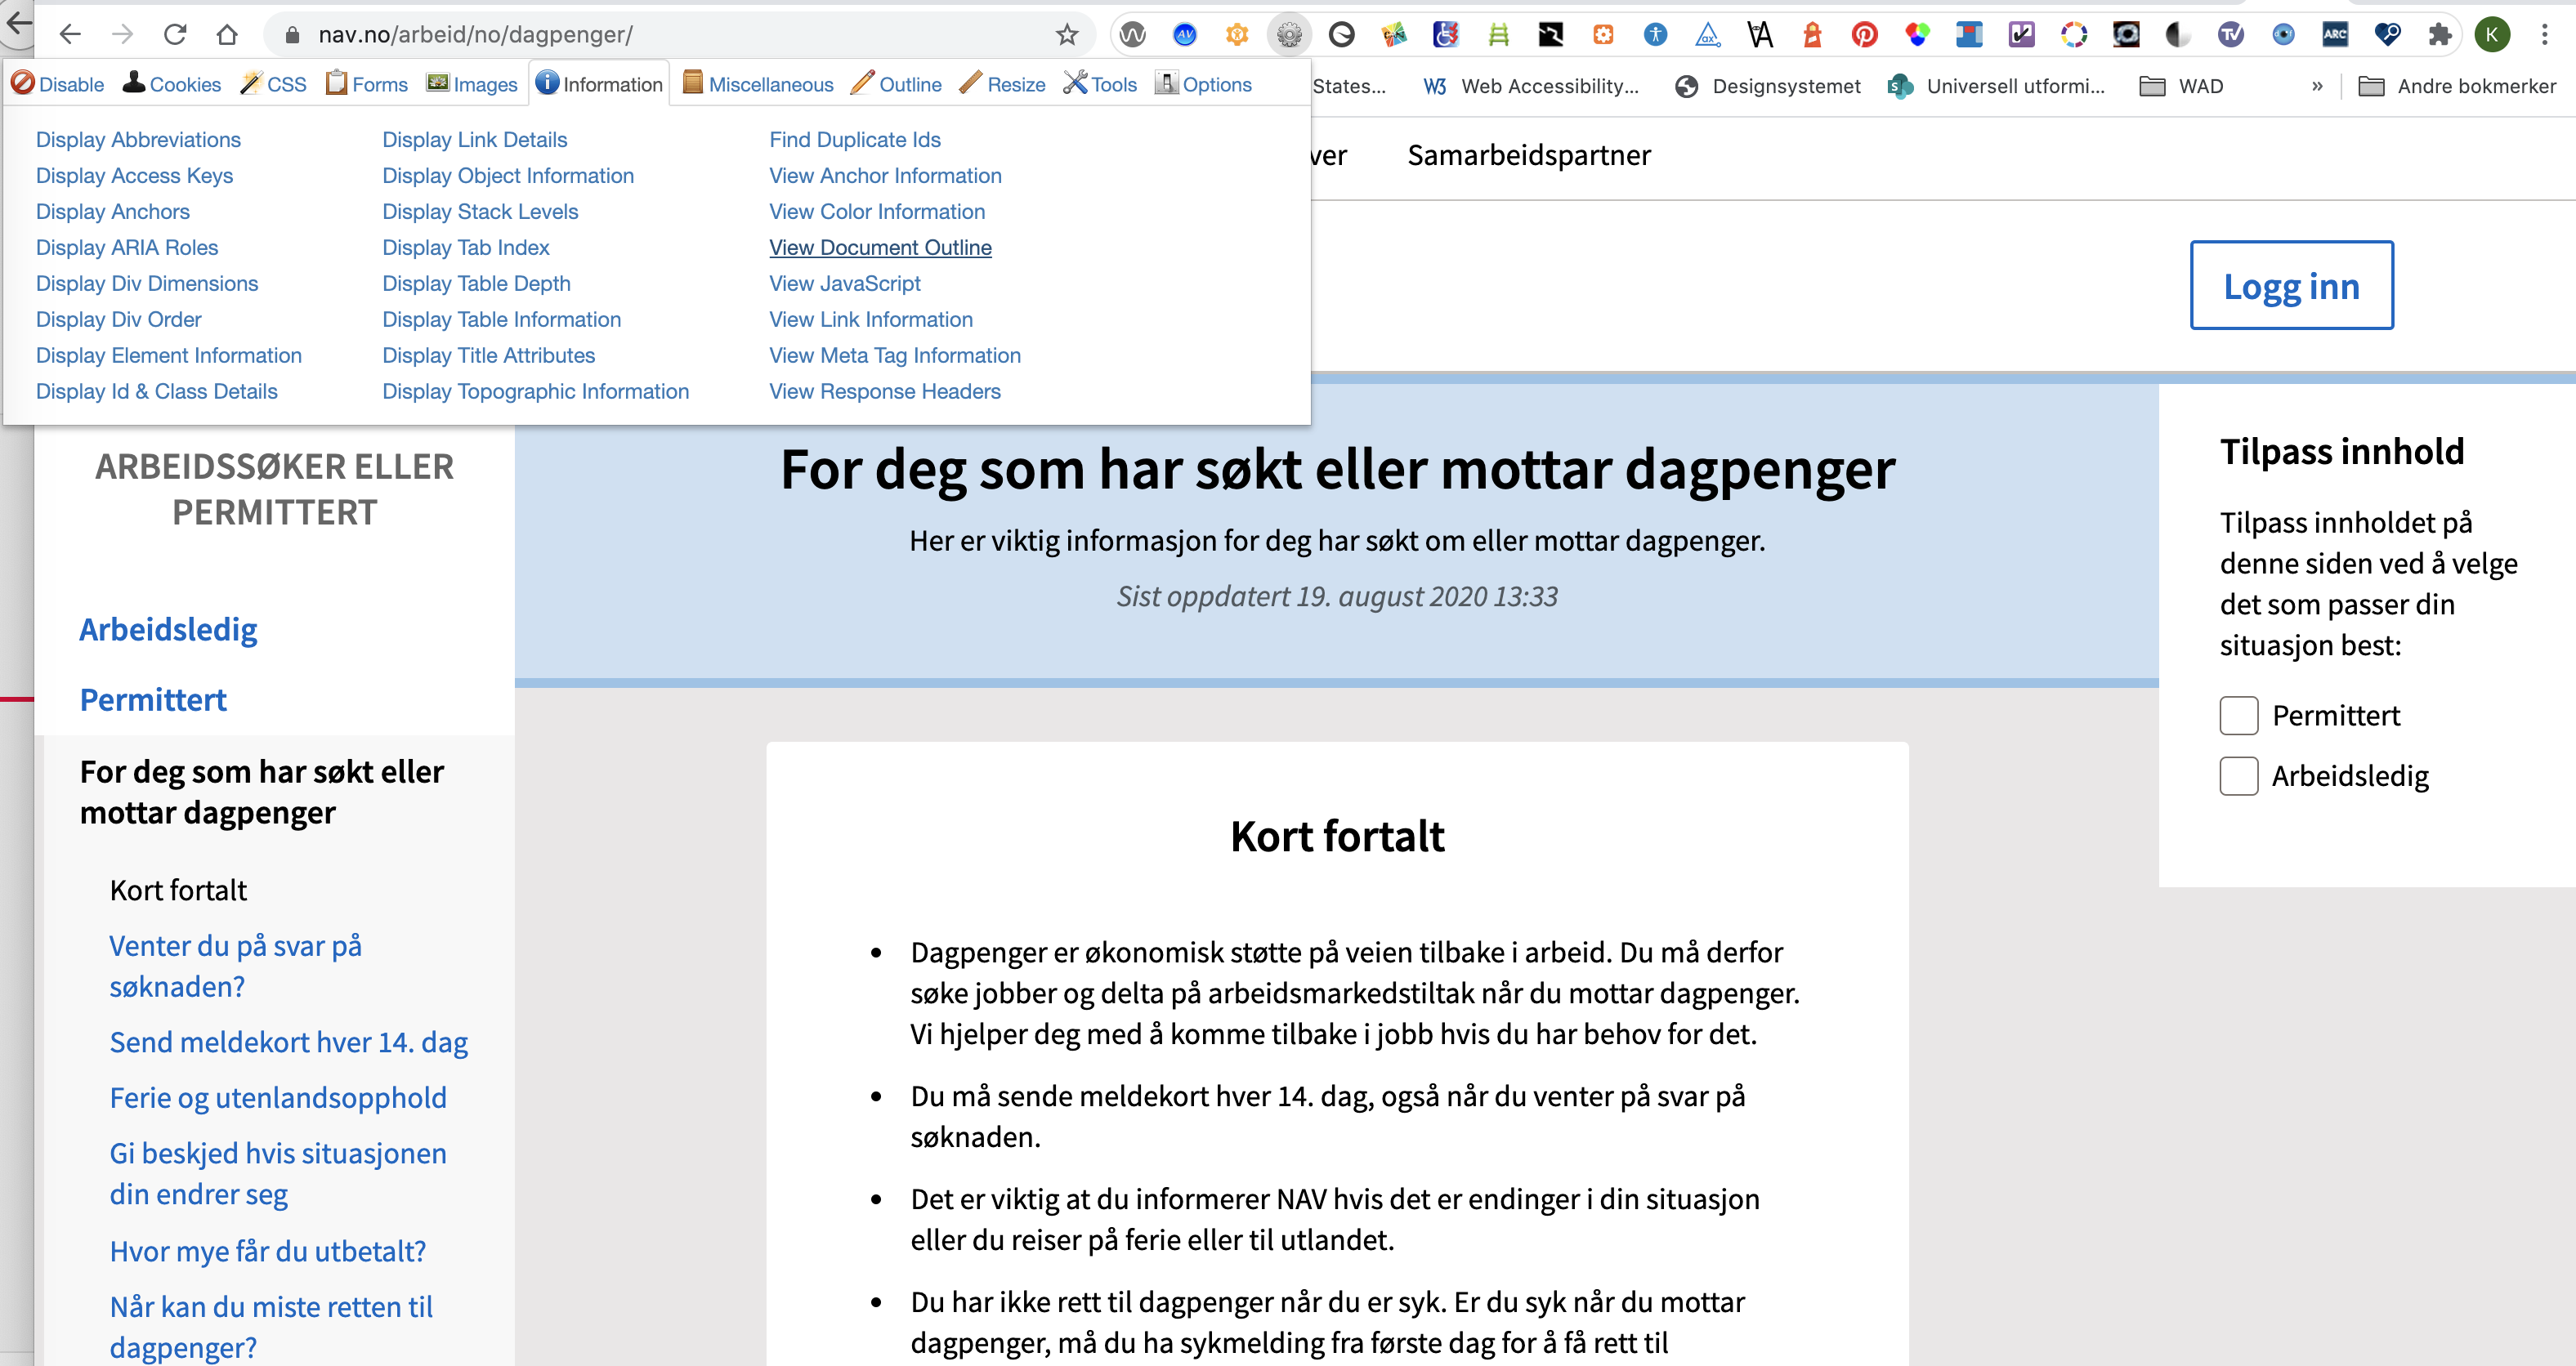 nav.no/arbeid/no/dagpenger/
K
Disable Cookies CSS Forms Images Information Miscellaneous Outline Resize Tools Options
States... W3 Web Accessibility... Designsystemet Universell utformi... WAD » Andre bokmerker
Display Abbreviations
Display Access Keys
Display Anchors
Display ARIA Roles
Display Div Dimensions
Display Div Order
Display Element Information
Display Id & Class Details
Display Link Details
Display Object Information
Display Stack Levels
Display Tab Index
Display Table Depth
Display Table Information
Display Title Attributes
Display Topographic Information
Find Duplicate Ids
View Anchor Information
View Color Information
View Document Outline
View JavaScript
View Link Information
View Meta Tag Information
View Response Headers
ver Samarbeidspartner
Logg inn
ARBEIDSSØKER ELLER
PERMITTERT
Arbeidsledig
Permittert
For deg som har søkt eller
mottar dagpenger
Kort fortalt
Venter du på svar på
søknaden?
Send meldekort hver 14. dag
Ferie og utenlandsopphold
Gi beskjed hvis situasjonen
din endrer seg
Hvor mye får du utbetalt?
Når kan du miste retten til
dagpenger?
For deg som har søkt eller mottar dagpenger
Her er viktig informasjon for deg har søkt om eller mottar dagpenger.
Sist oppdatert 19. august 2020 13:33
Kort fortalt
• Dagpenger er økonomisk støtte på veien tilbake i arbeid. Du må derfor
søke jobber og delta på arbeidsmarkedstiltak når du mottar dagpenger.
Vi hjelper deg med å komme tilbake i jobb hvis du har behov for det.
• Du må sende meldekort hver 14. dag, også når du venter på svar på
søknaden.
• Det er viktig at du informerer NAV hvis det er endinger i din situasjon
eller du reiser på ferie eller til utlandet.
• Du har ikke rett til dagpenger når du er syk. Er du syk når du mottar
dagpenger, må du ha sykmelding fra første dag for å få rett til
Tilpass innhold
Tilpass innholdet på
denne siden ved å velge
det som passer din
situasjon best:
Permittert
Arbeidsledig